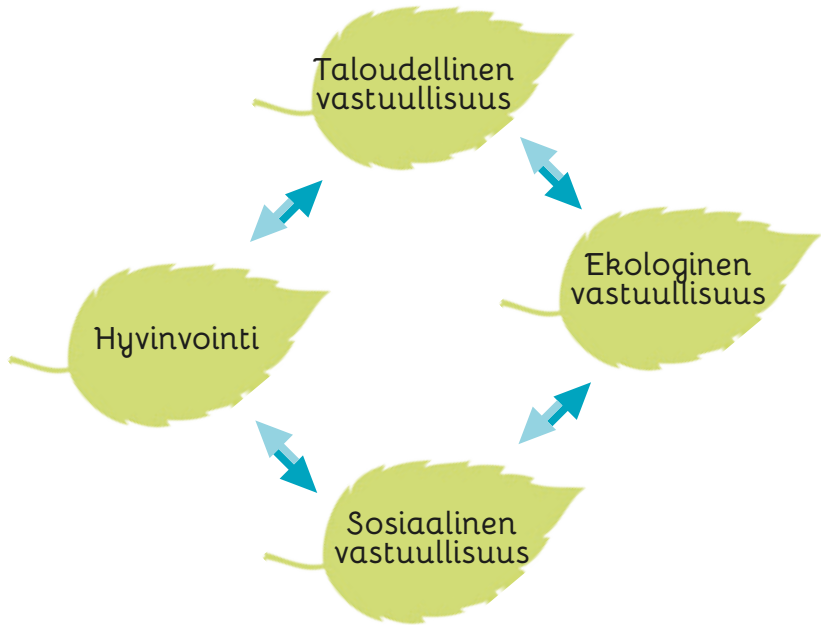 Taloudellinen
vastuullisuus
Ekologinen
vastuullisuus
Hyvinvointi
Sosiaalinen
vastuullisuus